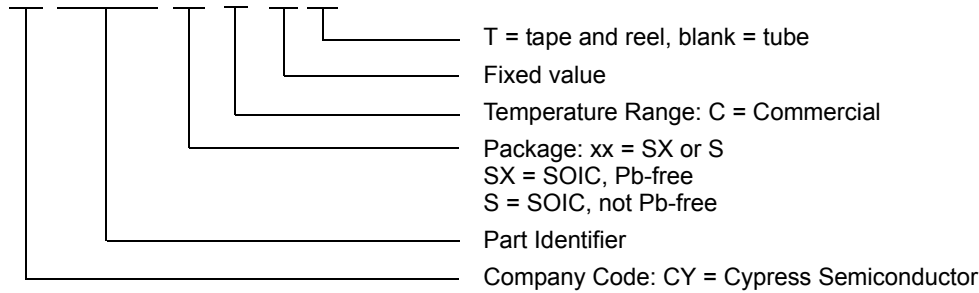 T = tape and reel, blank = tube
Fixed value
Temperature Range: C = Commercial
Package: xx = SX or S
SX = SOIC, Pb-free
S = SOIC, not Pb-free
Part Identifier
Company Code: CY = Cypress Semiconductor